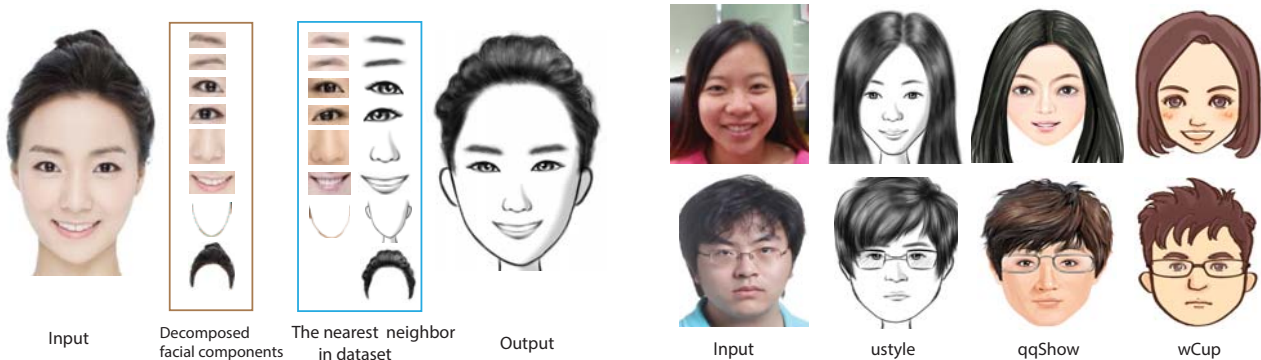 Input
Decomposed
facial components
The nearest neighbor
in dataset
Output
Input
ustyle
qqShow
wCup